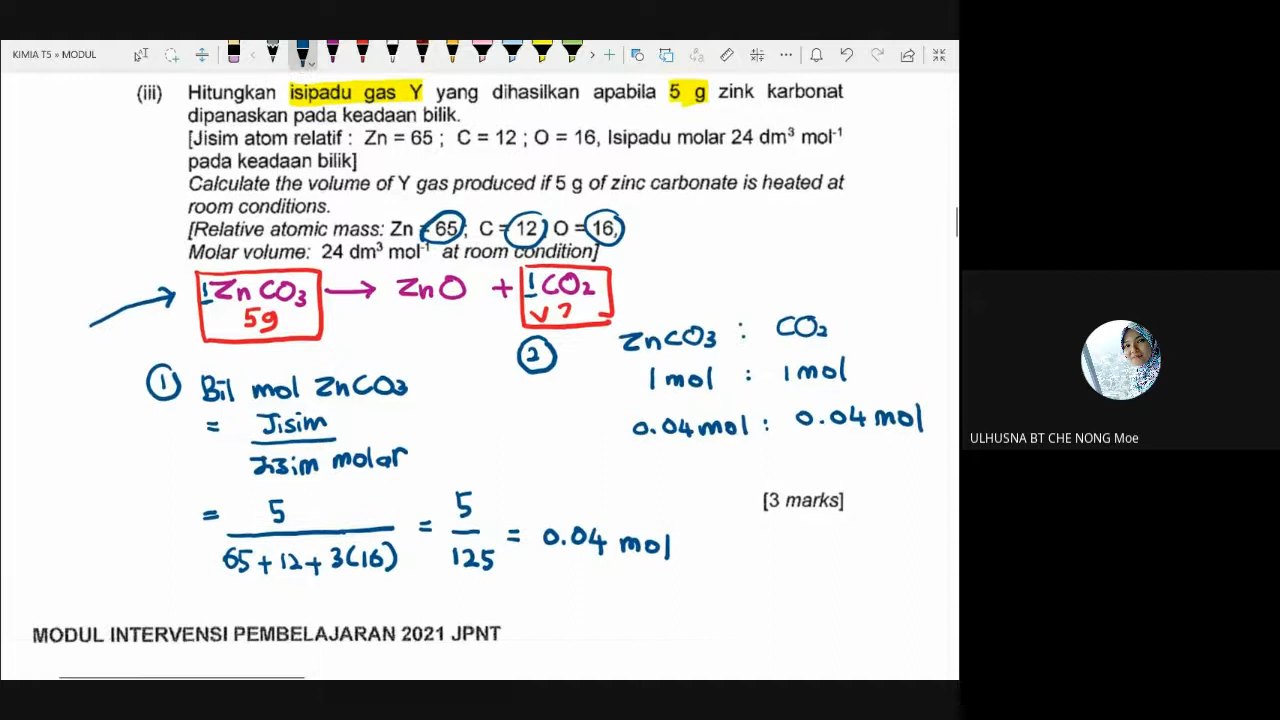 KIMIA T5 » MODUL
(iii) Hitungkan isipadu gas Y yang dihasilkan apabila 5 g zink karbonat
dipanaskan pada keadaan bilik.
[Jisim atom relatif : Zn = 65 ; C = 12 ; O = 16, Isipadu molar 24 dm³ mol⁻¹
pada keadaan bilik]
Calculate the volume of Y gas produced if 5 g of zinc carbonate is heated at
room conditions.
[Relative atomic mass: Zn = 65; C = 12 O = 16,
Molar volume: 24 dm³ mol⁻¹ at room condition]
1 ZnCO₃ → ZnO + 1 CO₂
5g V ?
② ZnCO₃ : CO₂
1 mol : 1 mol
0.04 mol : 0.04 mol
① Bil mol ZnCO₃
= Jisim
Jisim molar
[3 marks]
= 5 = 5 = 0.04 mol
65 + 12 + 3(16) 125
MODUL INTERVENSI PEMBELAJARAN 2021 JPNT
ULHUSNA BT CHE NONG Moe